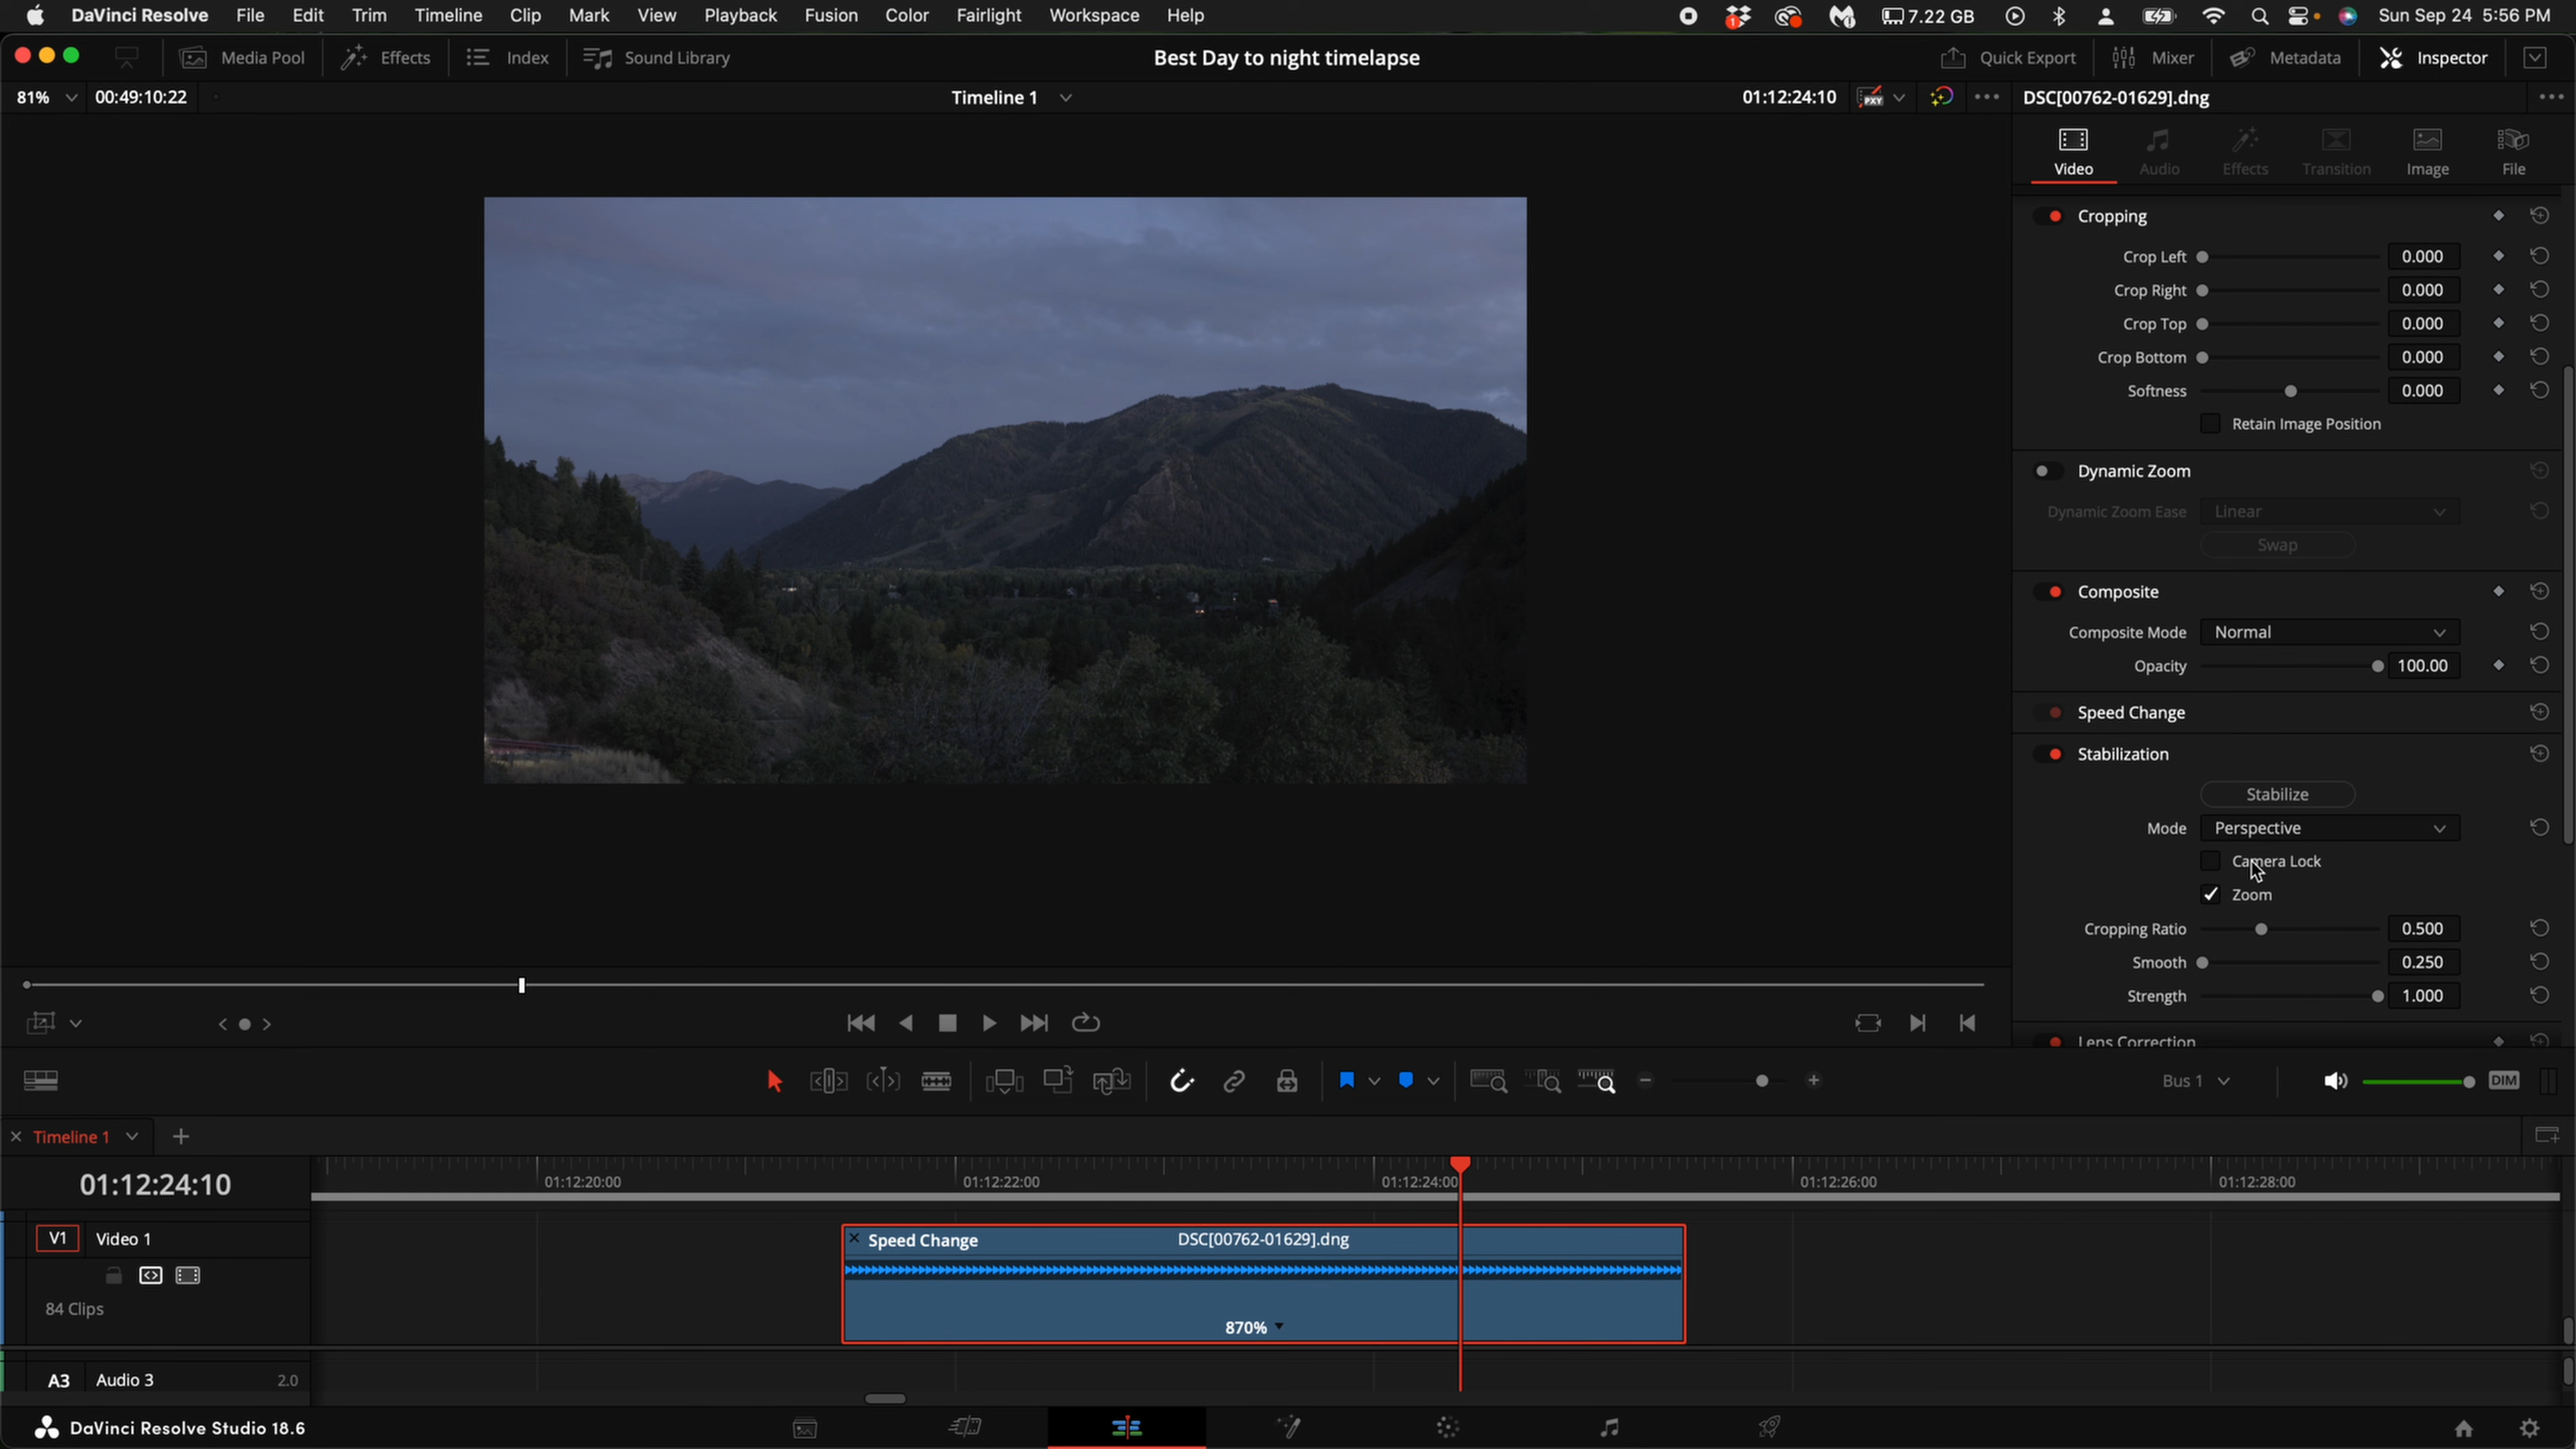 DaVinci Resolve File Edit Trim Timeline Clip Mark View Playback Fusion Color Fairlight Workspace Help 1 7.22 GB Sun Sep 24 5:56 PM
Media Pool Effects Index Sound Library Best Day to night timelapse Quick Export Mixer Metadata Inspector
81% 00:49:10:22 Timeline 1 01:12:24:10 PXY DSC[00762-01629].dng
Video Audio Effects Transition Image File
Cropping
Crop Left 0.000
Crop Right 0.000
Crop Top 0.000
Crop Bottom 0.000
Softness 0.000
Retain Image Position
Dynamic Zoom
Dynamic Zoom Ease Linear
Swap
Composite
Composite Mode Normal
Opacity 100.00
Speed Change
Stabilization
Stabilize
Mode Perspective
Camera Lock
Zoom
Cropping Ratio 0.500
Smooth 0.250
Strength 1.000
Lens Correction
Bus 1 DIM
Timeline 1
01:12:24:10 01:12:20:00 01:12:22:00 01:12:24:00 01:12:26:00 01:12:28:00
V1 Video 1 Speed Change DSC[00762-01629].dng
84 Clips
870%
A3 Audio 3 2.0
DaVinci Resolve Studio 18.6